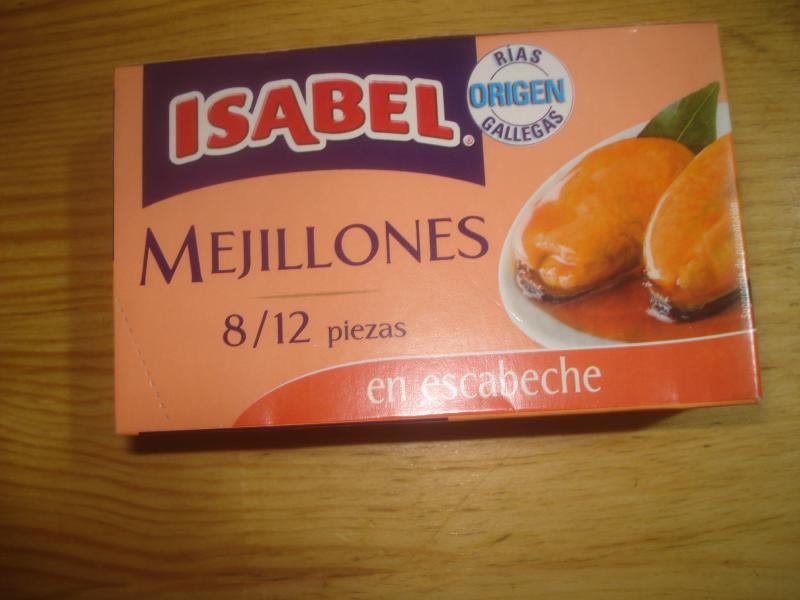 ISABEL®
RÍAS
ORIGEN
GALLEGAS
MEJILLONES
8/12 piezas
en escabeche